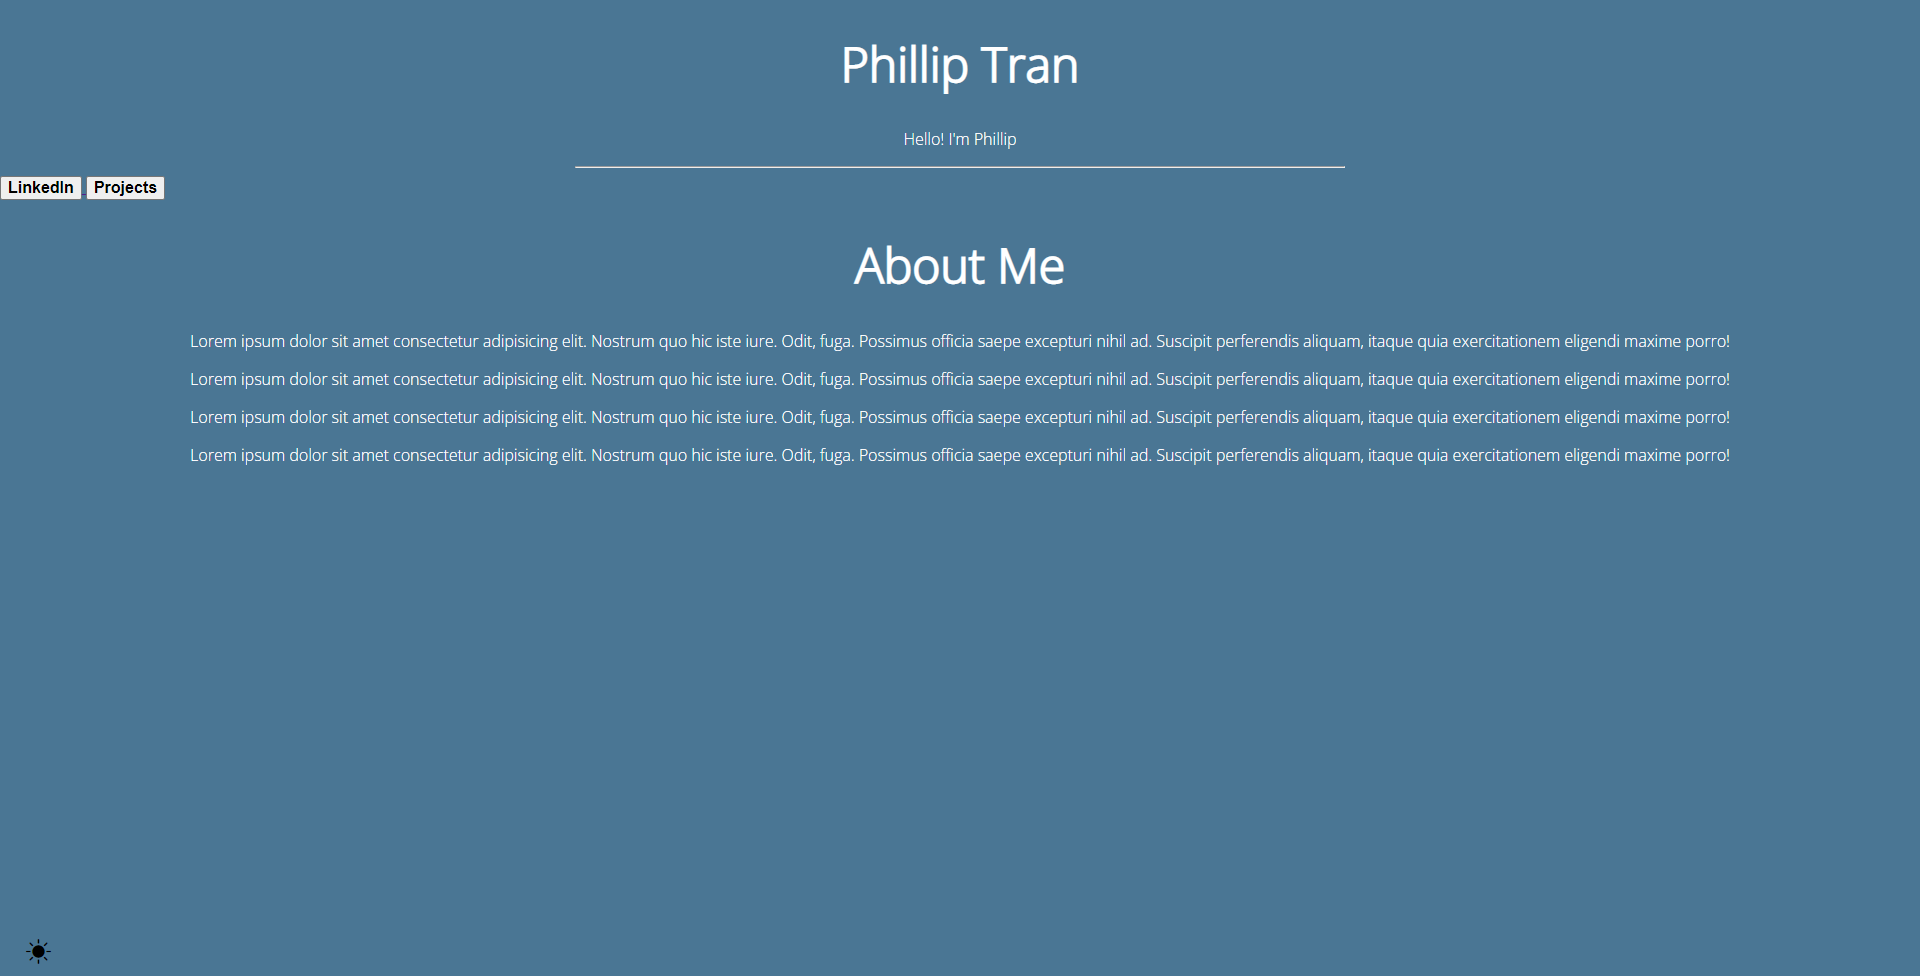 Phillip Tran
Hello! I'm Phillip
LinkedIn Projects
About Me
Lorem ipsum dolor sit amet consectetur adipisicing elit. Nostrum quo hic iste iure. Odit, fuga. Possimus officia saepe excepturi nihil ad. Suscipit perferendis aliquam, itaque quia exercitationem eligendi maxime porro!
Lorem ipsum dolor sit amet consectetur adipisicing elit. Nostrum quo hic iste iure. Odit, fuga. Possimus officia saepe excepturi nihil ad. Suscipit perferendis aliquam, itaque quia exercitationem eligendi maxime porro!
Lorem ipsum dolor sit amet consectetur adipisicing elit. Nostrum quo hic iste iure. Odit, fuga. Possimus officia saepe excepturi nihil ad. Suscipit perferendis aliquam, itaque quia exercitationem eligendi maxime porro!
Lorem ipsum dolor sit amet consectetur adipisicing elit. Nostrum quo hic iste iure. Odit, fuga. Possimus officia saepe excepturi nihil ad. Suscipit perferendis aliquam, itaque quia exercitationem eligendi maxime porro!